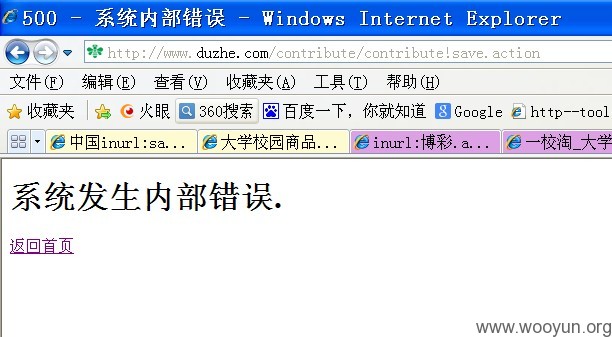 500 - 系统内部错误 - Windows Internet Explorer
http://www.duzhe.com/contribute/contribute!save.action
文件(F) 编辑(E) 查看(V) 收藏夹(A) 工具(T) 帮助(H)
收藏夹 火眼 360搜索 百度一下，你就知道 Google http--tool
中国inurl:sa... 大学校园商品... inurl:博彩.a... 一校淘_大学
系统发生内部错误.
返回首页
www.wooyun.org